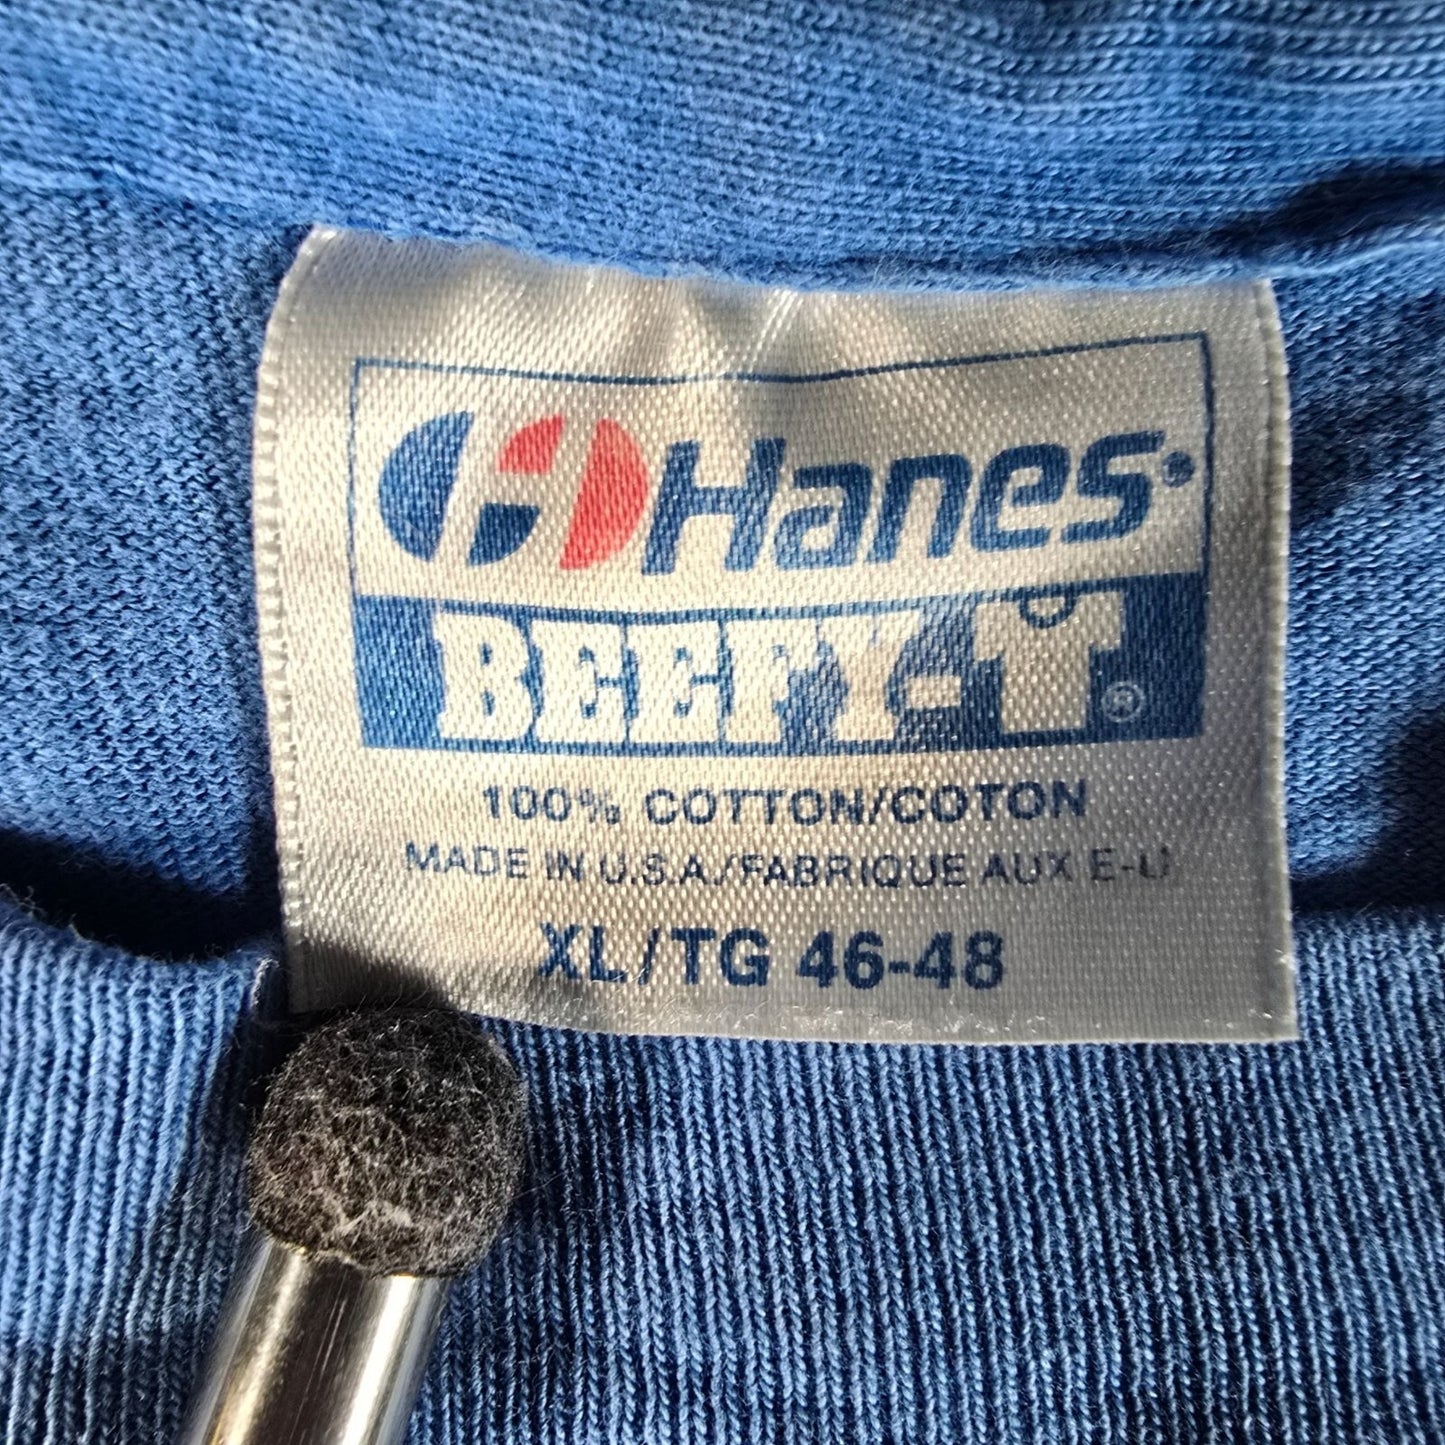 Hanes®
BEEFY-T®
100% COTTON/COTON
MADE IN U.S.A./FABRIQUE AUX E-U
XL/TG 46-48